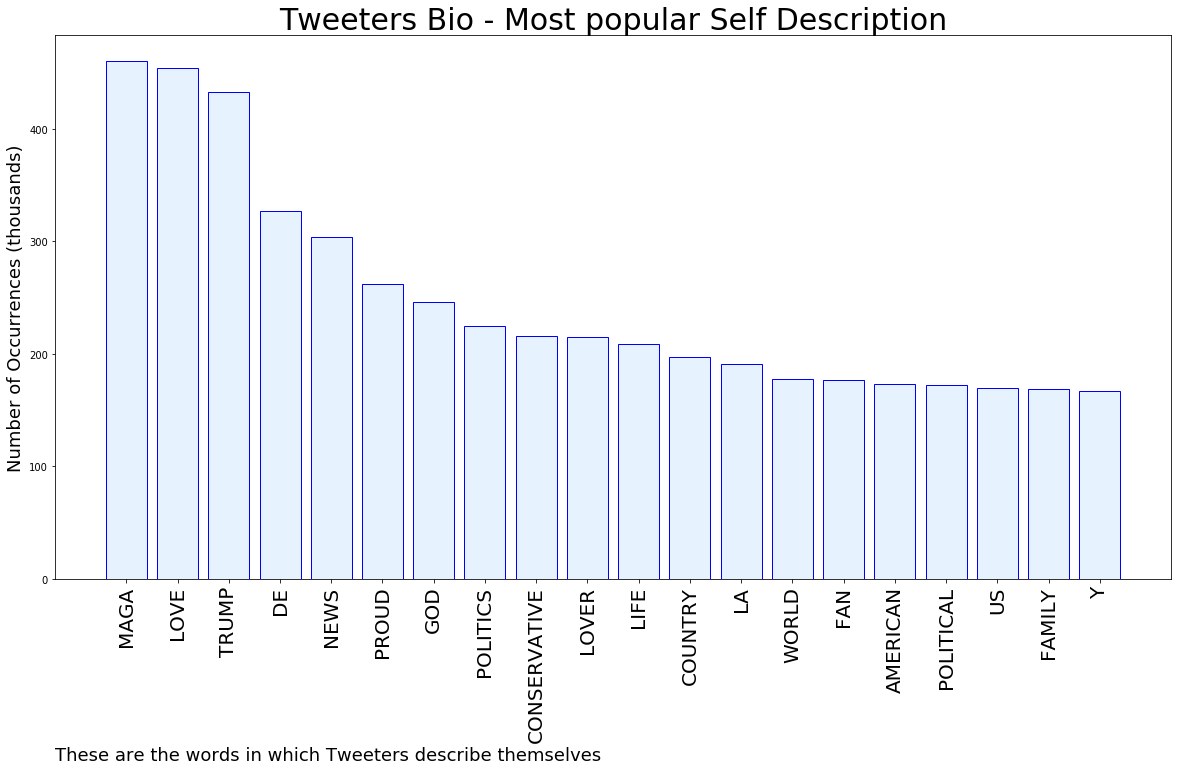 Tweeters Bio - Most popular Self Description
Number of Occurrences (thousands)
400
300
200
100
0
MAGA
LOVE
TRUMP
DE
NEWS
PROUD
GOD
POLITICS
CONSERVATIVE
LOVER
LIFE
COUNTRY
LA
WORLD
FAN
AMERICAN
POLITICAL
US
FAMILY
Y
These are the words in which Tweeters describe themselves